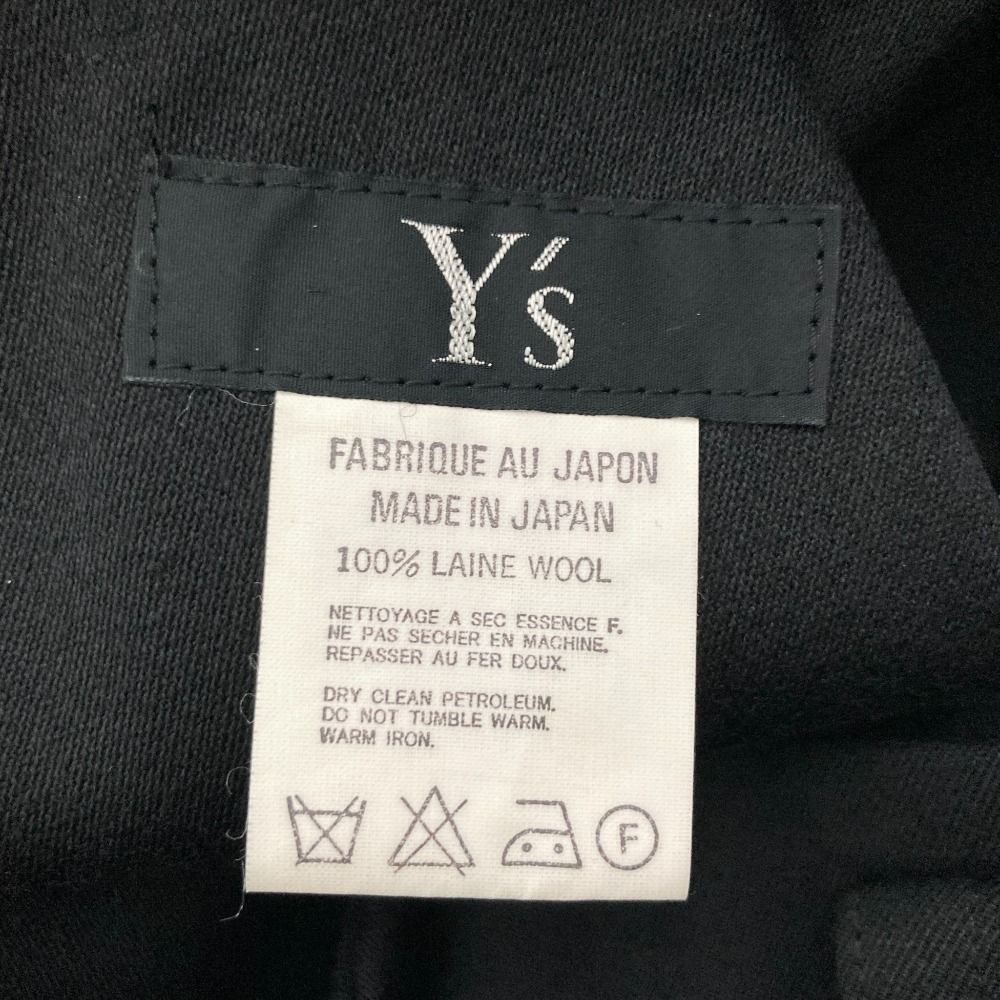 Y's
FABRIQUE AU JAPON
MADE IN JAPAN
100% LAINE WOOL
NETTOYAGE A SEC ESSENCE F.
NE PAS SECHER EN MACHINE.
REPASSER AU FER DOUX.
DRY CLEAN PETROLEUM.
DO NOT TUMBLE WARM.
WARM IRON.
F